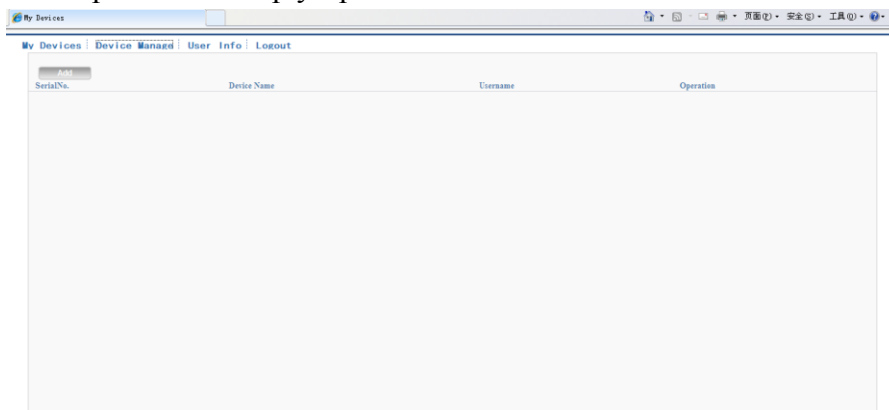 My Devices
页面(P) 安全(S) 工具(O)
My Devices Device Managd User Info Logout
Add
SerialNo. Device Name Username Operation